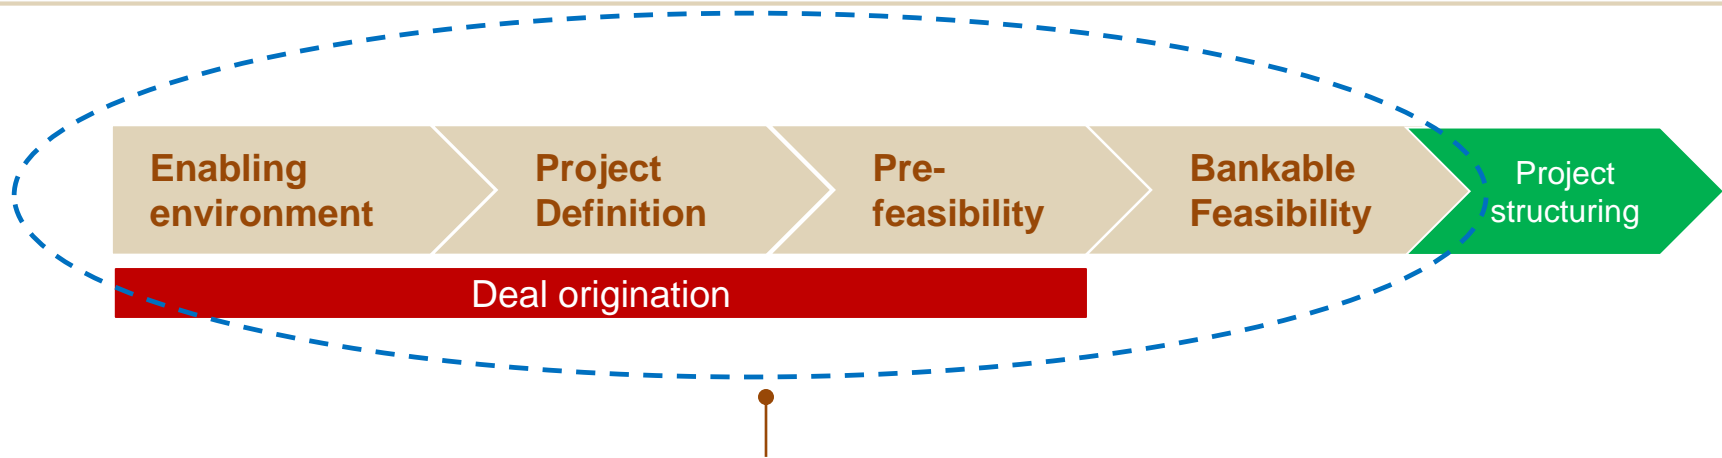 Enabling
environment
Project
Definition
Pre-
feasibility
Bankable
Feasibility
Project
structuring
Deal origination